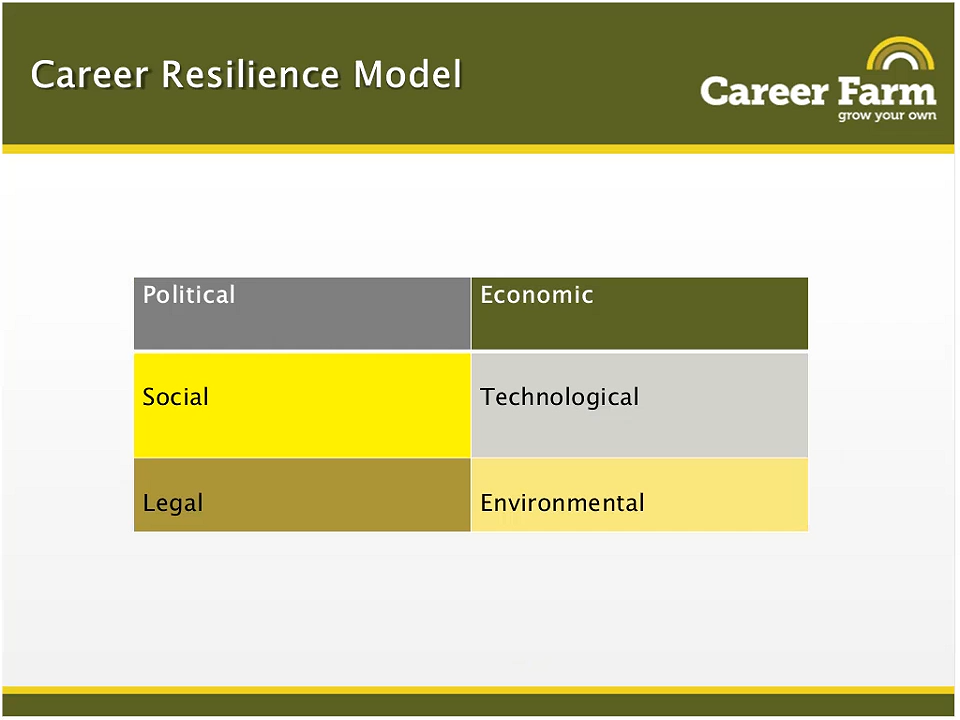 Career Resilience Model
Career Farm
grow your own
Political
Economic
Social
Technological
Legal
Environmental